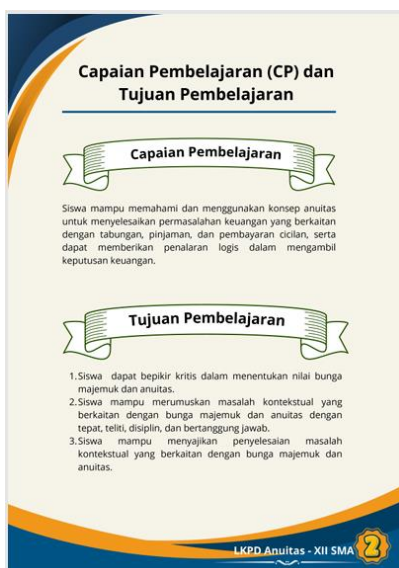 Capaian Pembelajaran (CP) dan
Tujuan Pembelajaran
Capaian Pembelajaran
Siswa mampu memahami dan menggunakan konsep anuitas
untuk menyelesaikan permasalahan keuangan yang berkaitan
dengan tabungan, pinjaman, dan pembayaran cicilan, serta
dapat memberikan penalaran logis dalam mengambil
keputusan keuangan.
Tujuan Pembelajaran
1.Siswa dapat bepikir kritis dalam menentukan nilai bunga
majemuk dan anuitas.
2.Siswa mampu merumuskan masalah kontekstual yang
berkaitan dengan bunga majemuk dan anuitas dengan
tepat, teliti, disiplin, dan bertanggung jawab.
3.Siswa mampu menyajikan penyelesaian masalah
kontekstual yang berkaitan dengan bunga majemuk dan
anuitas.
LKPD Anuitas - XII SMA 2